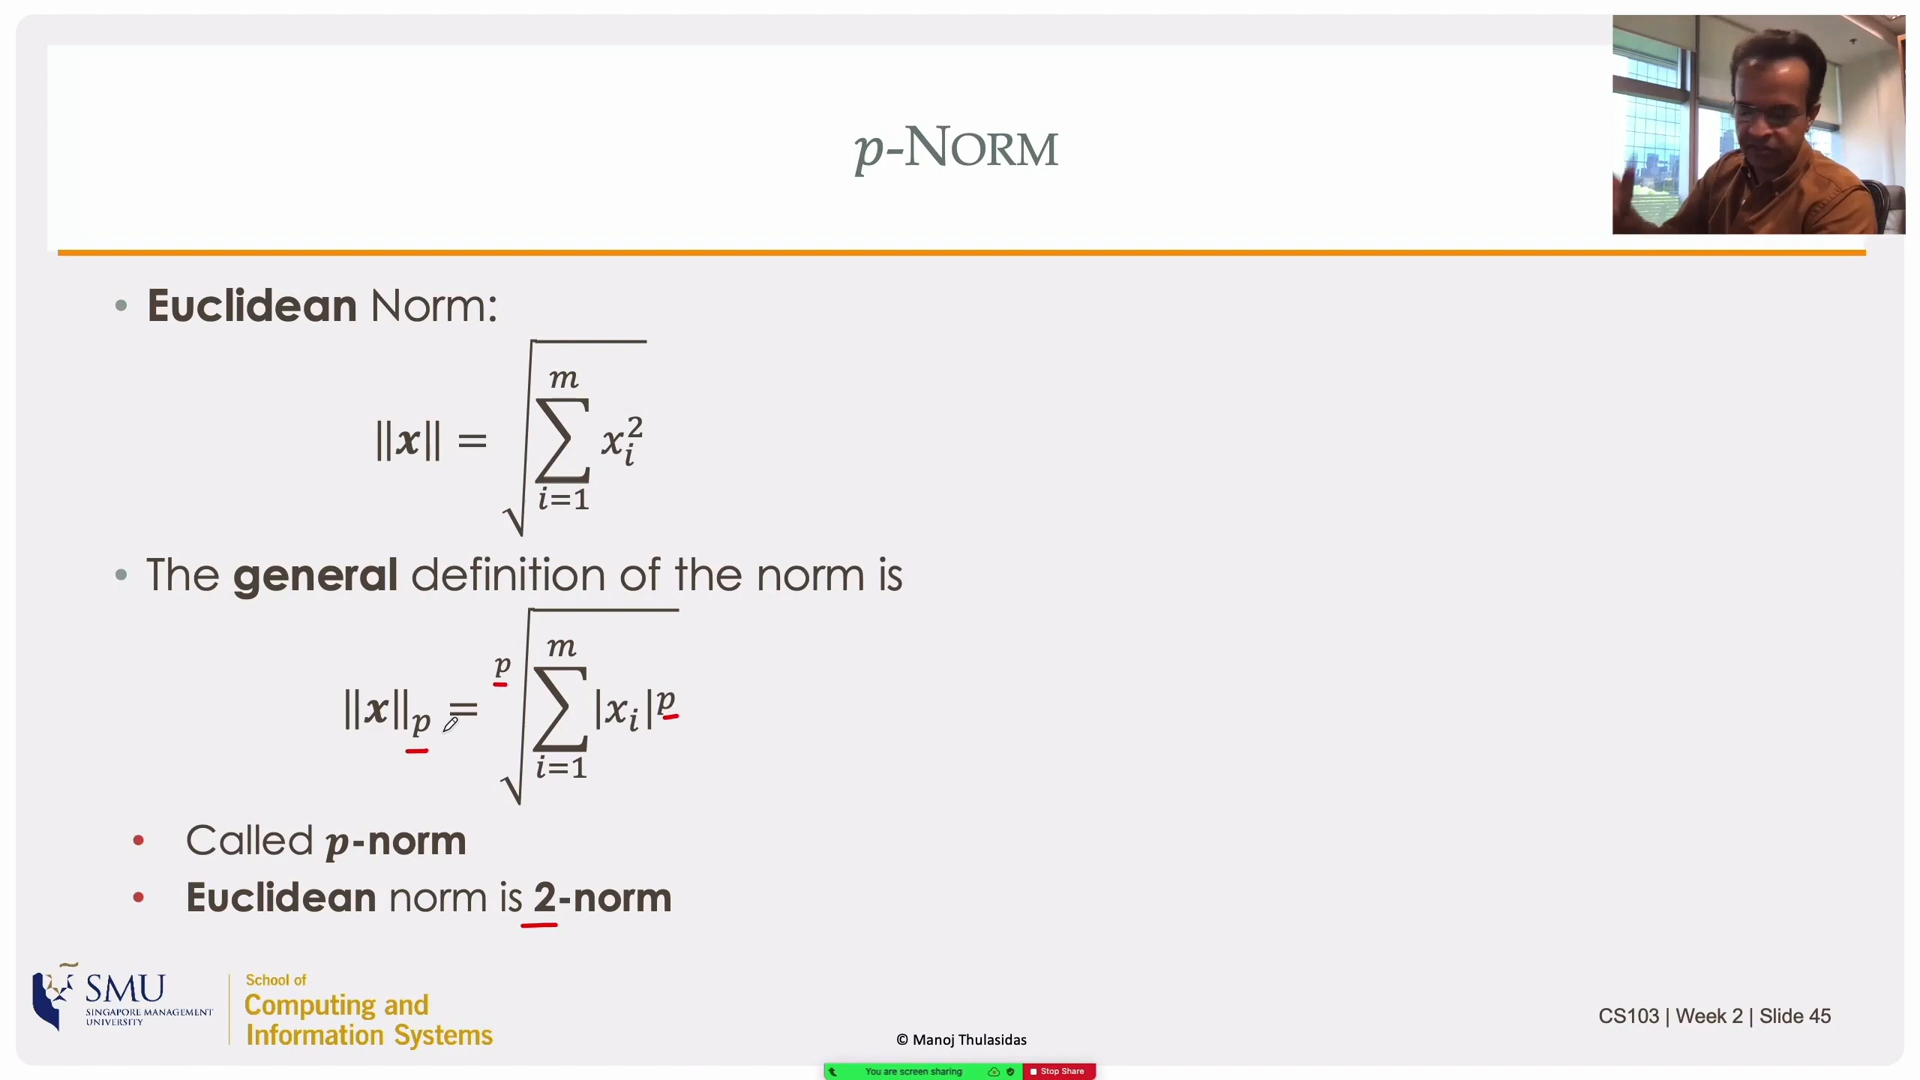 p-NORM
• Euclidean Norm:
‖x‖ = √∑_{i=1}^{m} x_i^2
• The general definition of the norm is
‖x‖_p = ^p√∑_{i=1}^{m} |x_i|^p
• Called p-norm
• Euclidean norm is 2-norm
SMU
SINGAPORE MANAGEMENT
UNIVERSITY
School of
Computing and
Information Systems
© Manoj Thulasidas
CS103 | Week 2 | Slide 45
You are screen sharing
Stop Share